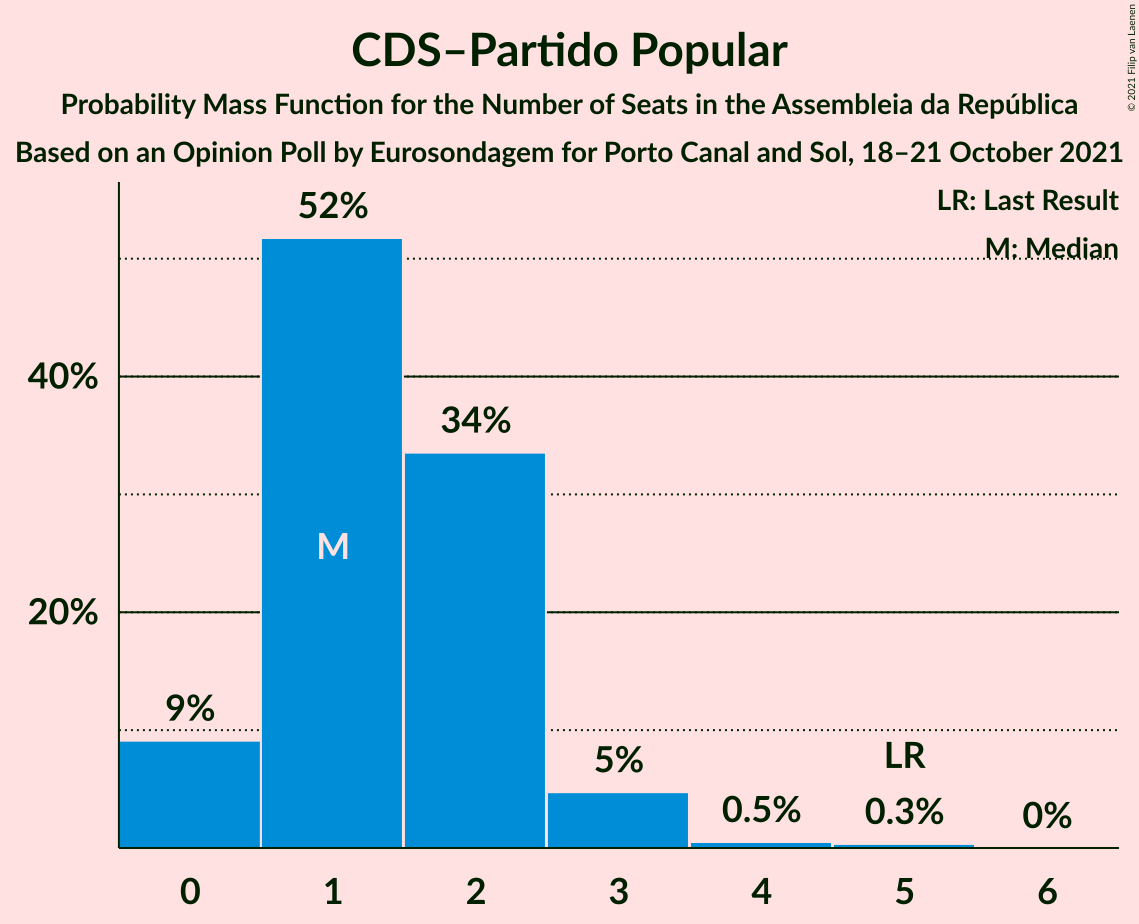 CDS–Partido Popular
Probability Mass Function for the Number of Seats in the Assembleia da República
Based on an Opinion Poll by Eurosondagem for Porto Canal and Sol, 18–21 October 2021
© 2021 Filip van Laenen
LR: Last Result
M: Median
52%
40%
34%
M
20%
9%
5%
LR
0.5%
0.3%
0%
0 1 2 3 4 5 6